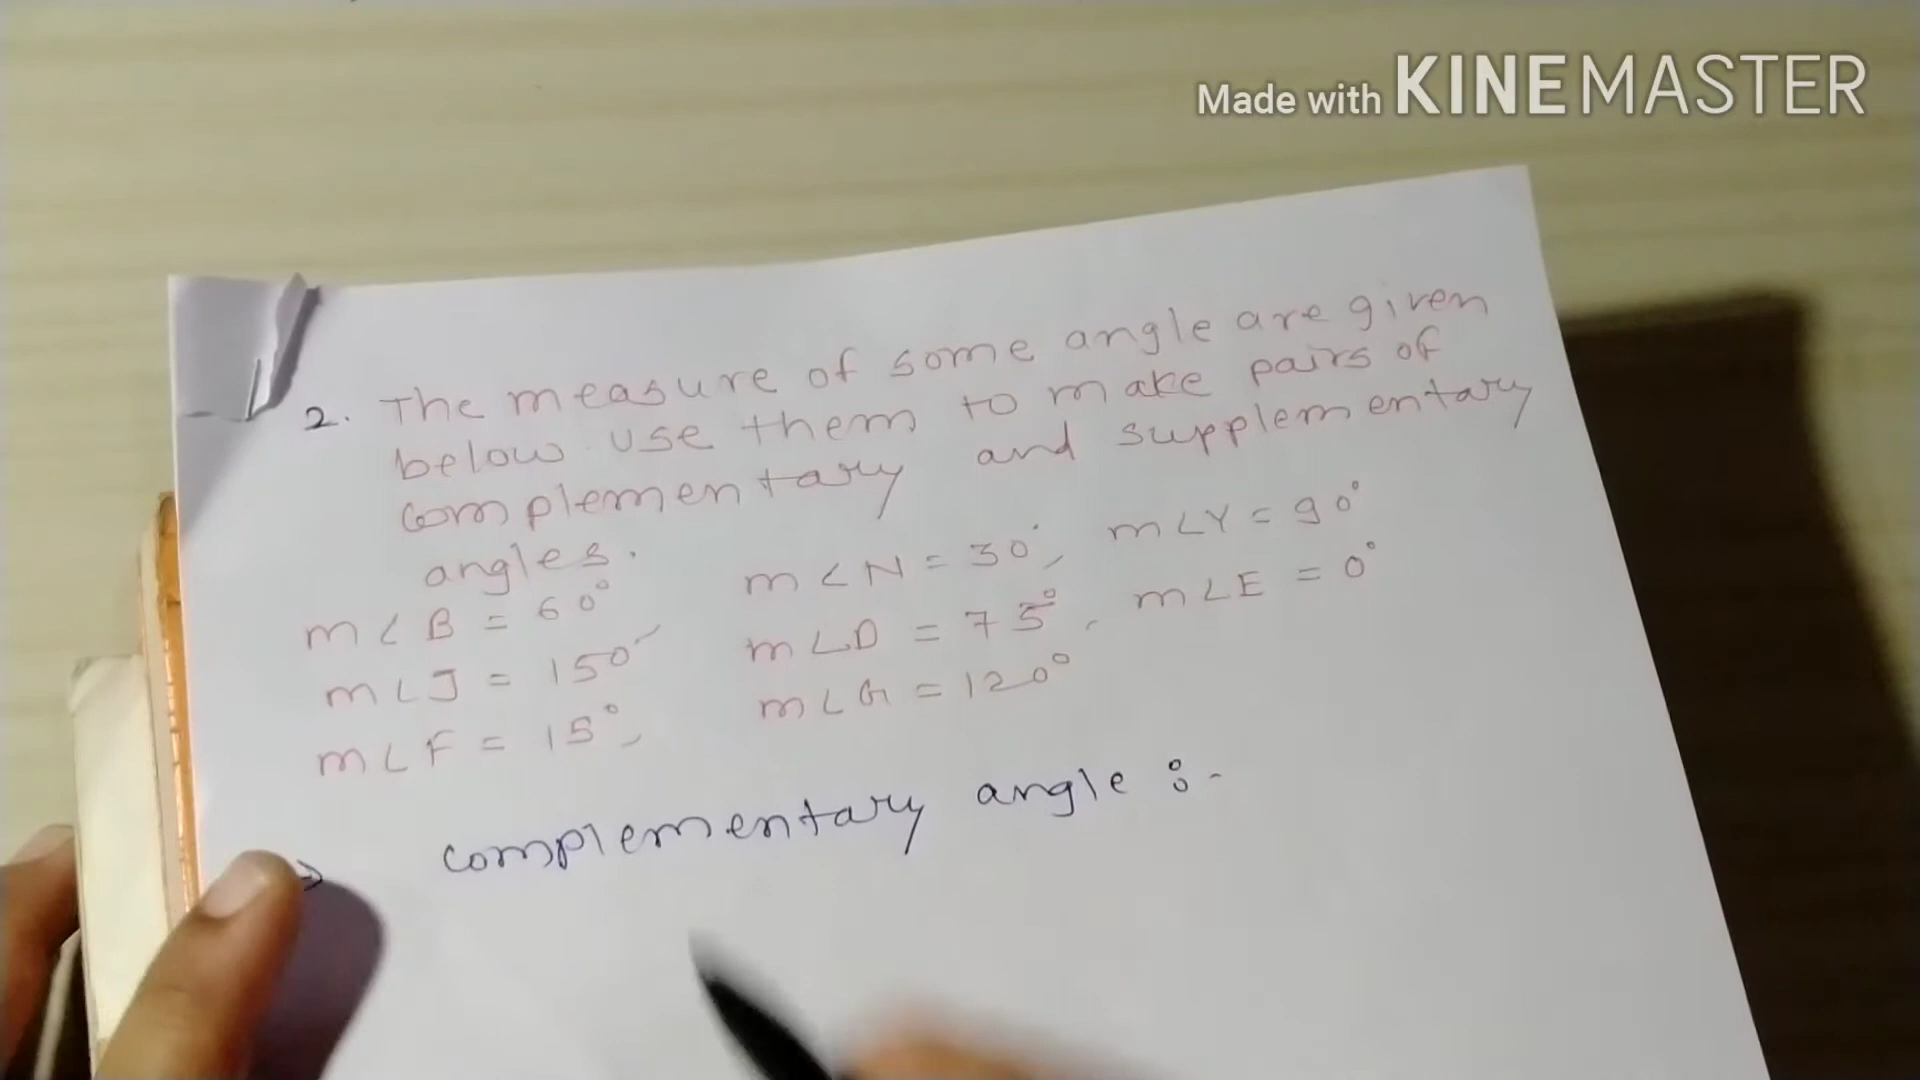 Made with KINEMASTER
2. The measure of some angle are given
below. use them to make pairs of
complementary and supplementary
angles.
m∠B = 60° m∠N = 30°, m∠Y = 90°
m∠J = 150° m∠D = 75°, m∠E = 0°
m∠F = 15°, m∠G = 120°
→ complementary angle :-